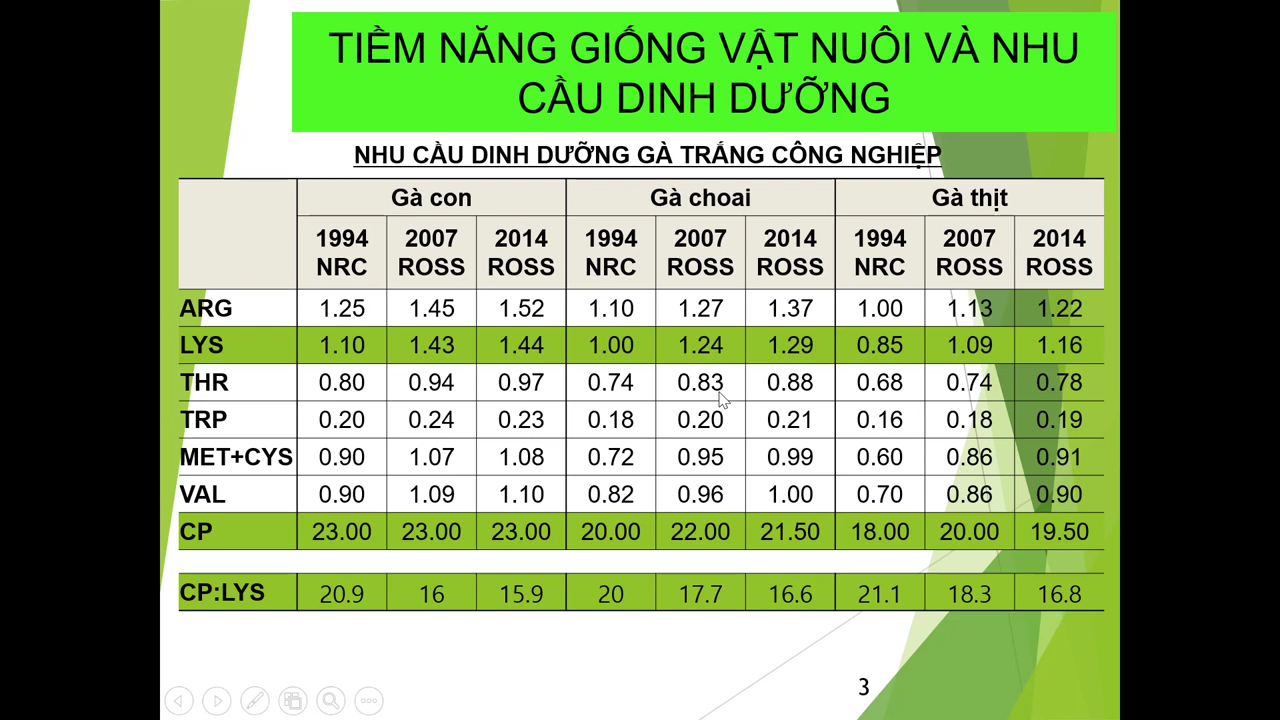 TIỀM NĂNG GIỐNG VẬT NUÔI VÀ NHU
CẦU DINH DƯỠNG
NHU CẦU DINH DƯỠNG GÀ TRẮNG CÔNG NGHIỆP
Gà con Gà choai Gà thịt
1994 2007 2014 1994 2007 2014 1994 2007 2014
NRC ROSS ROSS NRC ROSS ROSS NRC ROSS ROSS
ARG 1.25 1.45 1.52 1.10 1.27 1.37 1.00 1.13 1.22
LYS 1.10 1.43 1.44 1.00 1.24 1.29 0.85 1.09 1.16
THR 0.80 0.94 0.97 0.74 0.83 0.88 0.68 0.74 0.78
TRP 0.20 0.24 0.23 0.18 0.20 0.21 0.16 0.18 0.19
MET+CYS 0.90 1.07 1.08 0.72 0.95 0.99 0.60 0.86 0.91
VAL 0.90 1.09 1.10 0.82 0.96 1.00 0.70 0.86 0.90
CP 23.00 23.00 23.00 20.00 22.00 21.50 18.00 20.00 19.50
CP:LYS 20.9 16 15.9 20 17.7 16.6 21.1 18.3 16.8
3